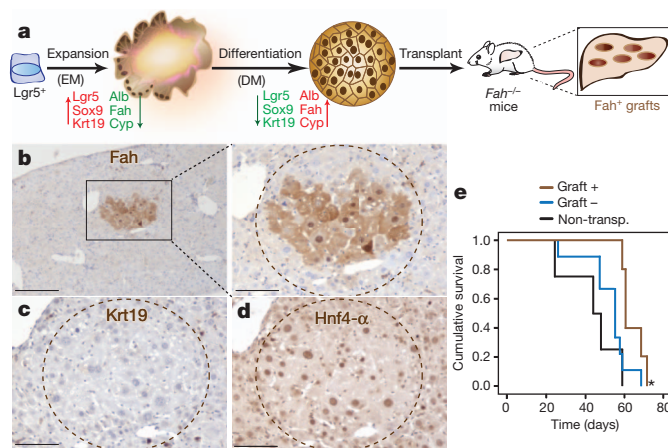 a
Expansion
(EM)
Differentiation
(DM)
Transplant
Lgr5+
Lgr5 Alb
Sox9 Fah
Krt19 Cyp
Lgr5 Alb
Sox9 Fah
Krt19 Cyp
Fah–/–
mice
Fah+ grafts
b
Fah
c
Krt19
d
Hnf4-α
e
Graft +
Graft –
Non-transp.
Cumulative survival
1.0
0.8
0.6
0.4
0.2
0.0
*
0 20 40 60 80
Time (days)